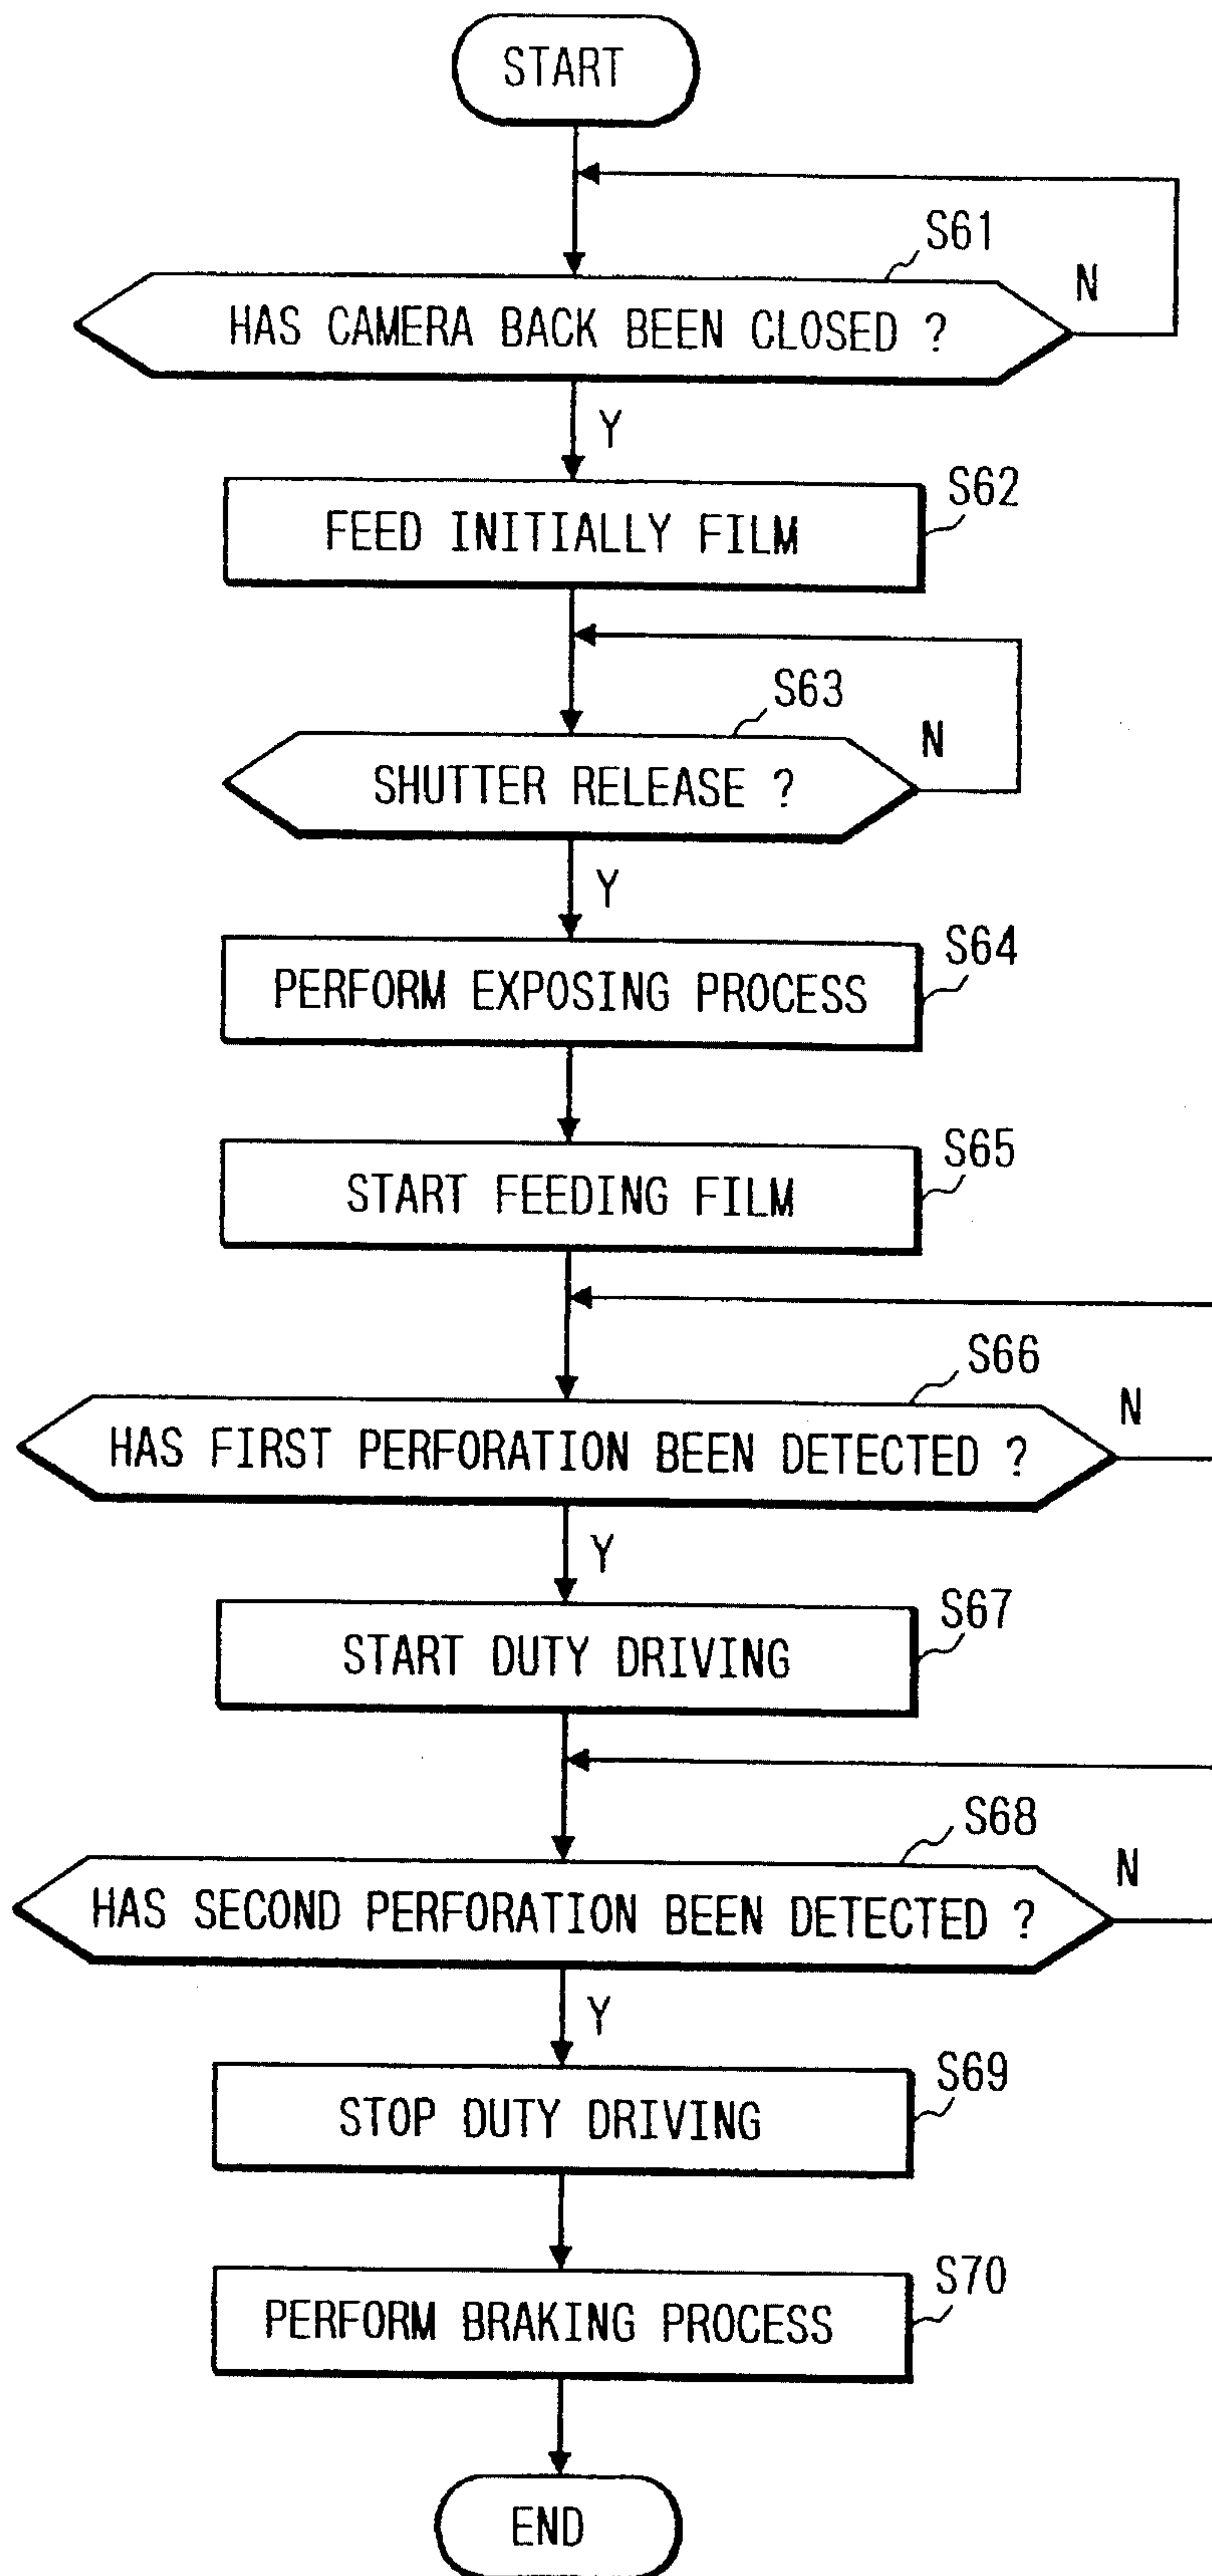 START
S61
HAS CAMERA BACK BEEN CLOSED ?
N
Y
S62
FEED INITIALLY FILM
S63
SHUTTER RELEASE ?
N
Y
S64
PERFORM EXPOSING PROCESS
S65
START FEEDING FILM
S66
HAS FIRST PERFORATION BEEN DETECTED ?
N
Y
S67
START DUTY DRIVING
S68
HAS SECOND PERFORATION BEEN DETECTED ?
N
Y
S69
STOP DUTY DRIVING
S70
PERFORM BRAKING PROCESS
END